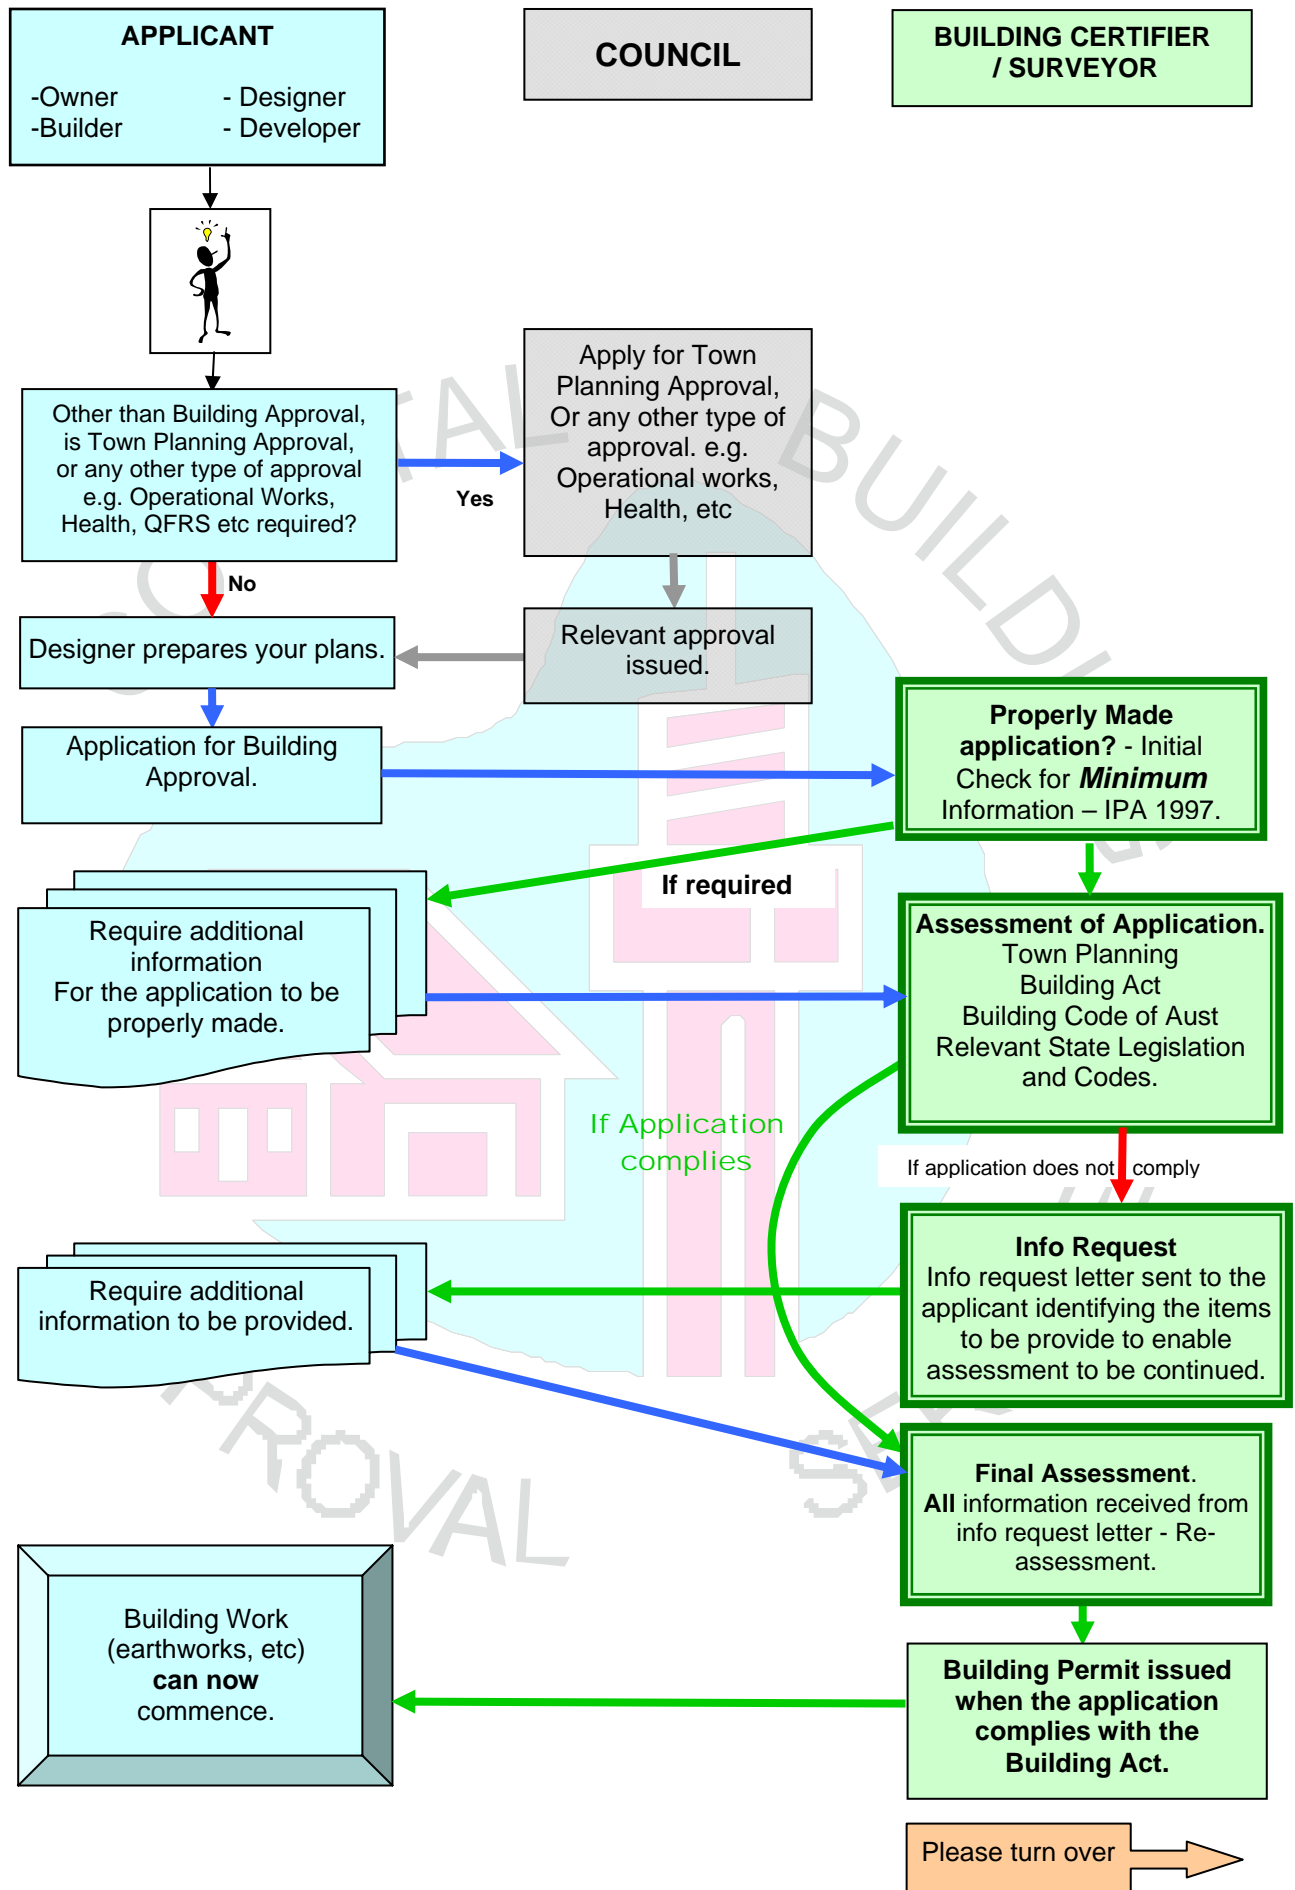 APPLICANT
-Owner - Designer
-Builder - Developer
COUNCIL
BUILDING CERTIFIER
/ SURVEYOR
Other than Building Approval,
is Town Planning Approval,
or any other type of approval
e.g. Operational Works,
Health, QFRS etc required?
Yes
No
Apply for Town
Planning Approval,
Or any other type of
approval. e.g.
Operational works,
Health, etc
Relevant approval
issued.
Designer prepares your plans.
Application for Building
Approval.
Properly Made
application? - Initial
Check for Minimum
Information – IPA 1997.
If required
Require additional
information
For the application to be
properly made.
Assessment of Application.
Town Planning
Building Act
Building Code of Aust
Relevant State Legislation
and Codes.
If Application
complies
If application does not comply
Info Request
Info request letter sent to the
applicant identifying the items
to be provide to enable
assessment to be continued.
Require additional
information to be provided.
Final Assessment.
All information received from
info request letter - Re-
assessment.
Building Work
(earthworks, etc)
can now
commence.
Building Permit issued
when the application
complies with the
Building Act.
Please turn over